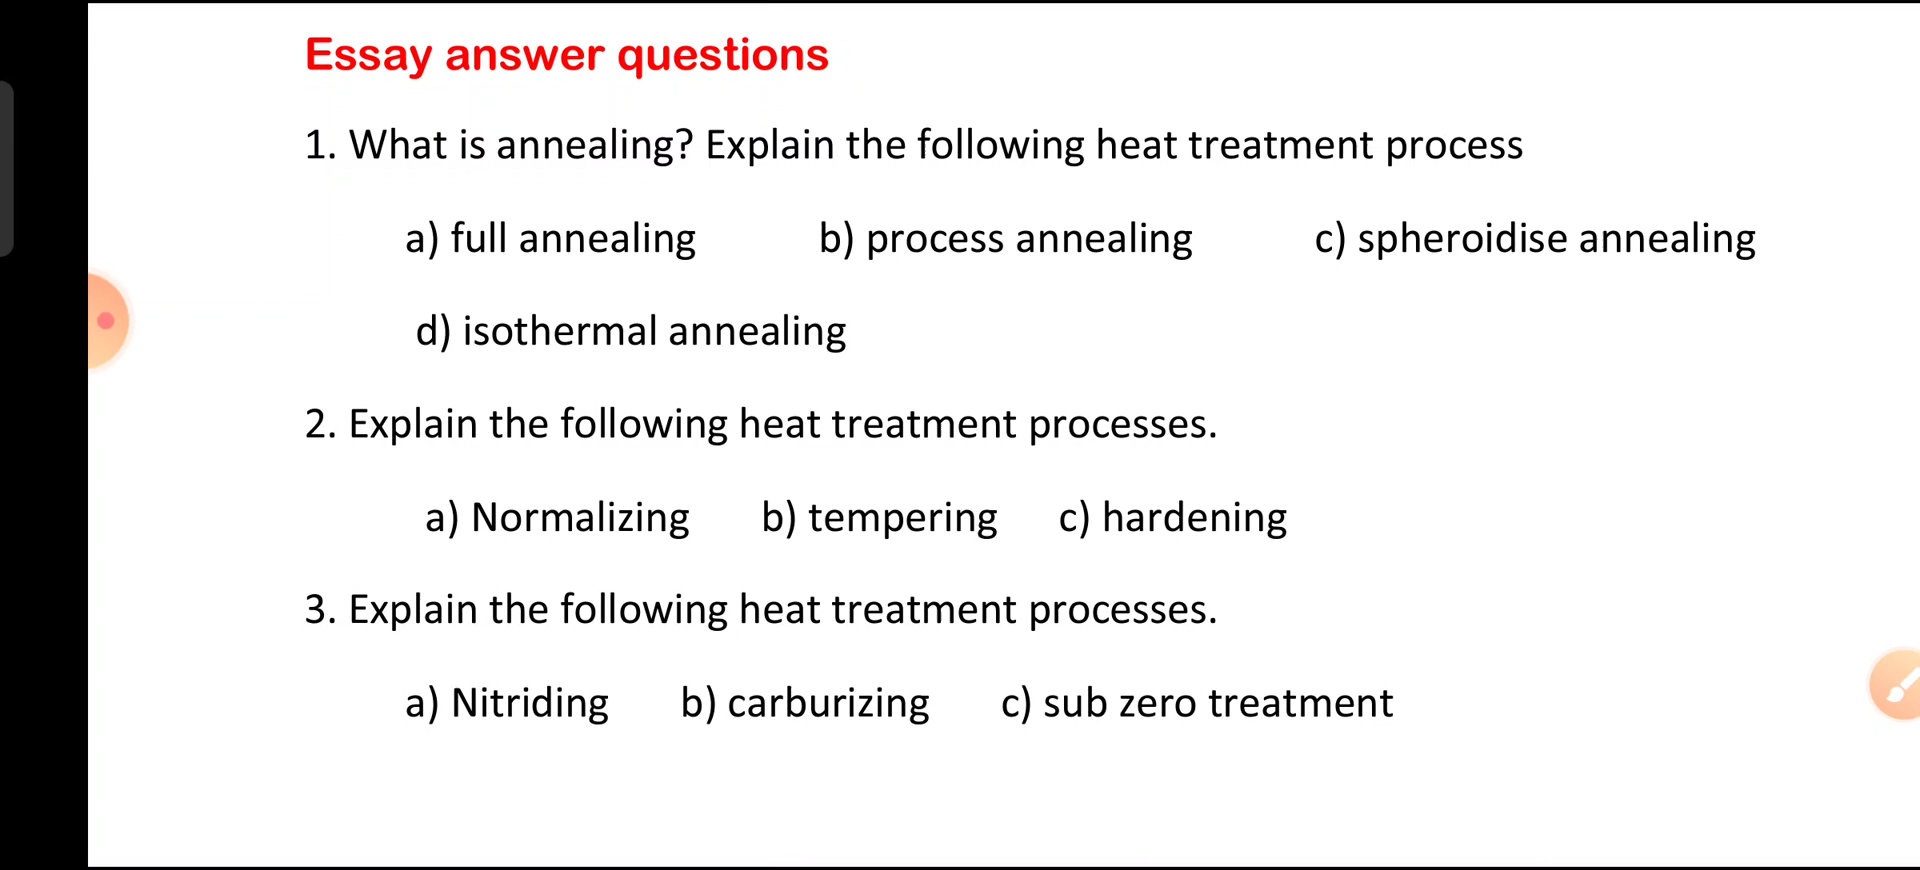 Essay answer questions
1. What is annealing? Explain the following heat treatment process
a) full annealing b) process annealing c) spheroidise annealing
d) isothermal annealing
2. Explain the following heat treatment processes.
a) Normalizing b) tempering c) hardening
3. Explain the following heat treatment processes.
a) Nitriding b) carburizing c) sub zero treatment